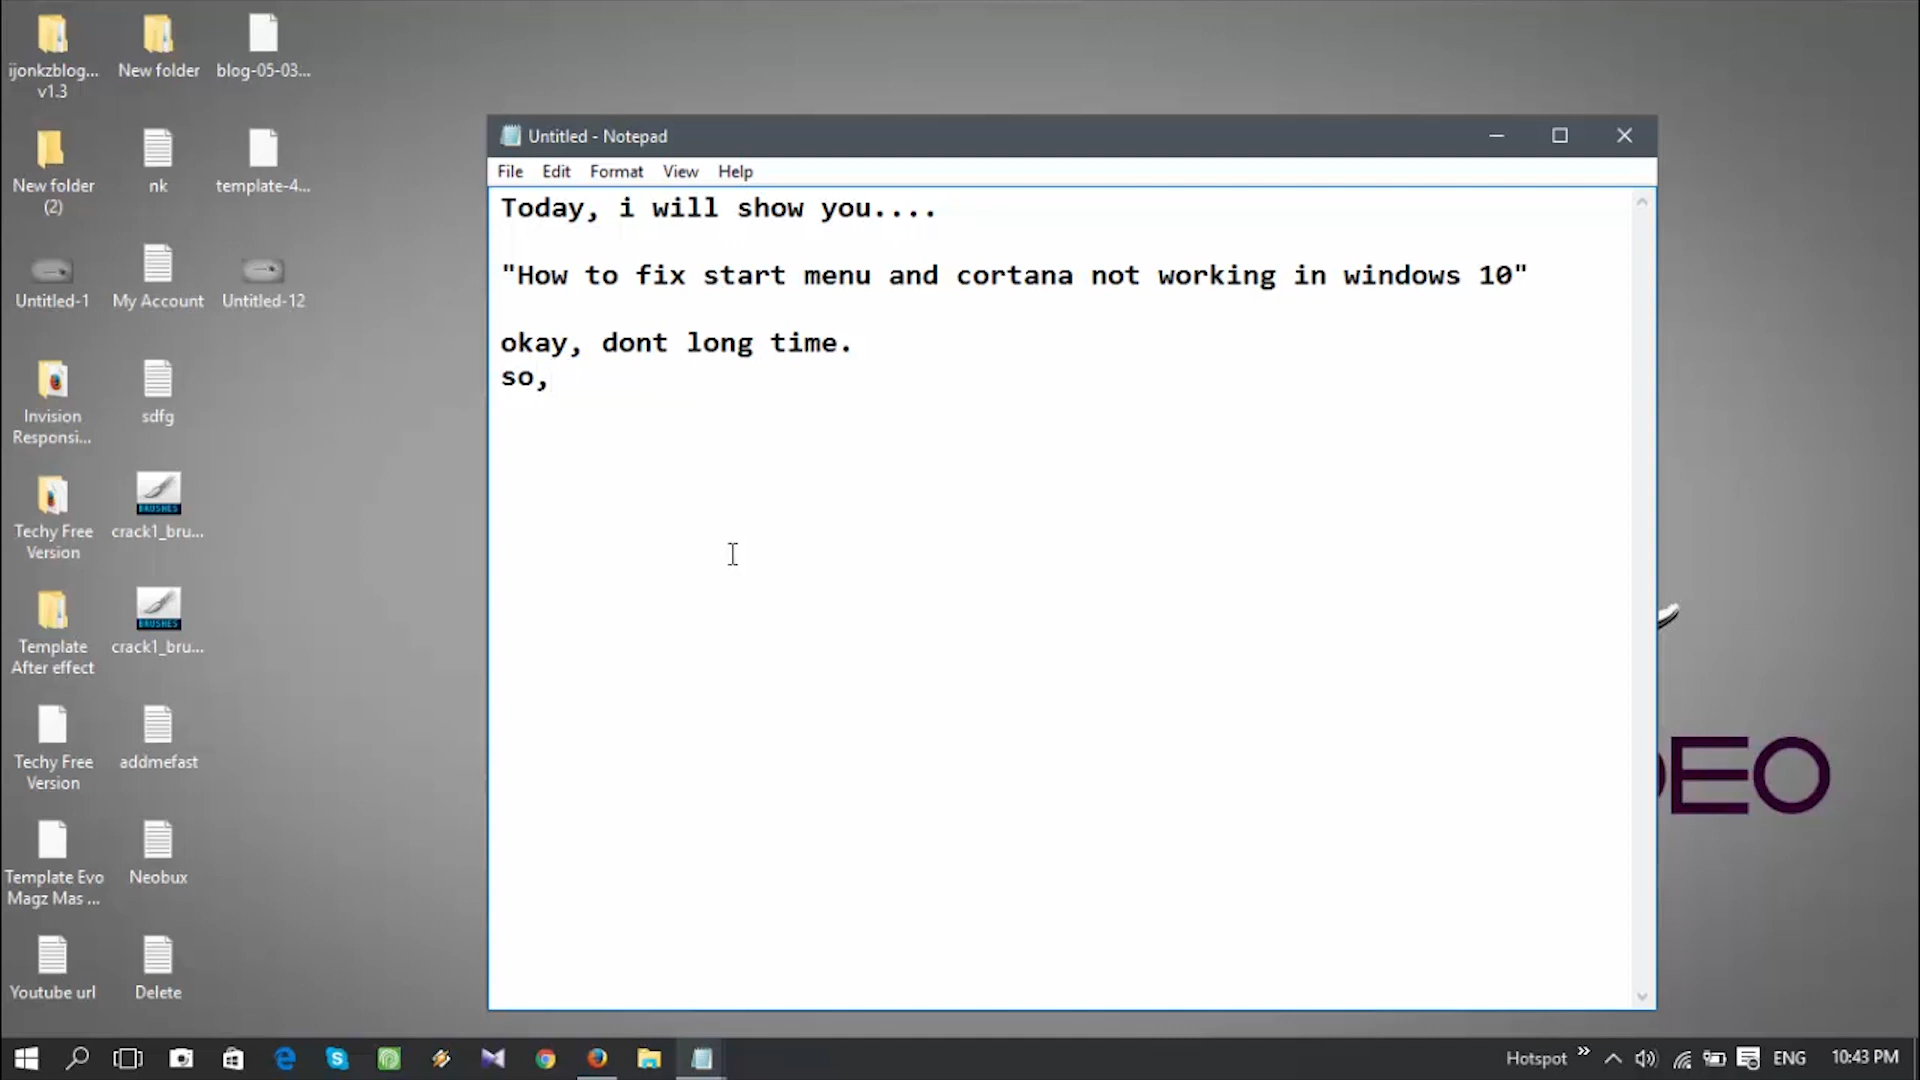 ijonkzblog...
v1.3
New folder
blog-05-03...
New folder
(2)
nk
template-4...
Untitled-1
My Account
Untitled-12
Invision
Responsi...
sdfg
Techy Free
Version
crack1_bru...
BRUSHES
Template
After effect
crack1_bru...
BRUSHES
Techy Free
Version
addmefast
Template Evo
Magz Mas ...
Neobux
Youtube url
Delete
Untitled - Notepad
File Edit Format View Help
Today, i will show you....
"How to fix start menu and cortana not working in windows 10"
okay, dont long time.
so,
DEO
Hotspot
ENG
10:43 PM